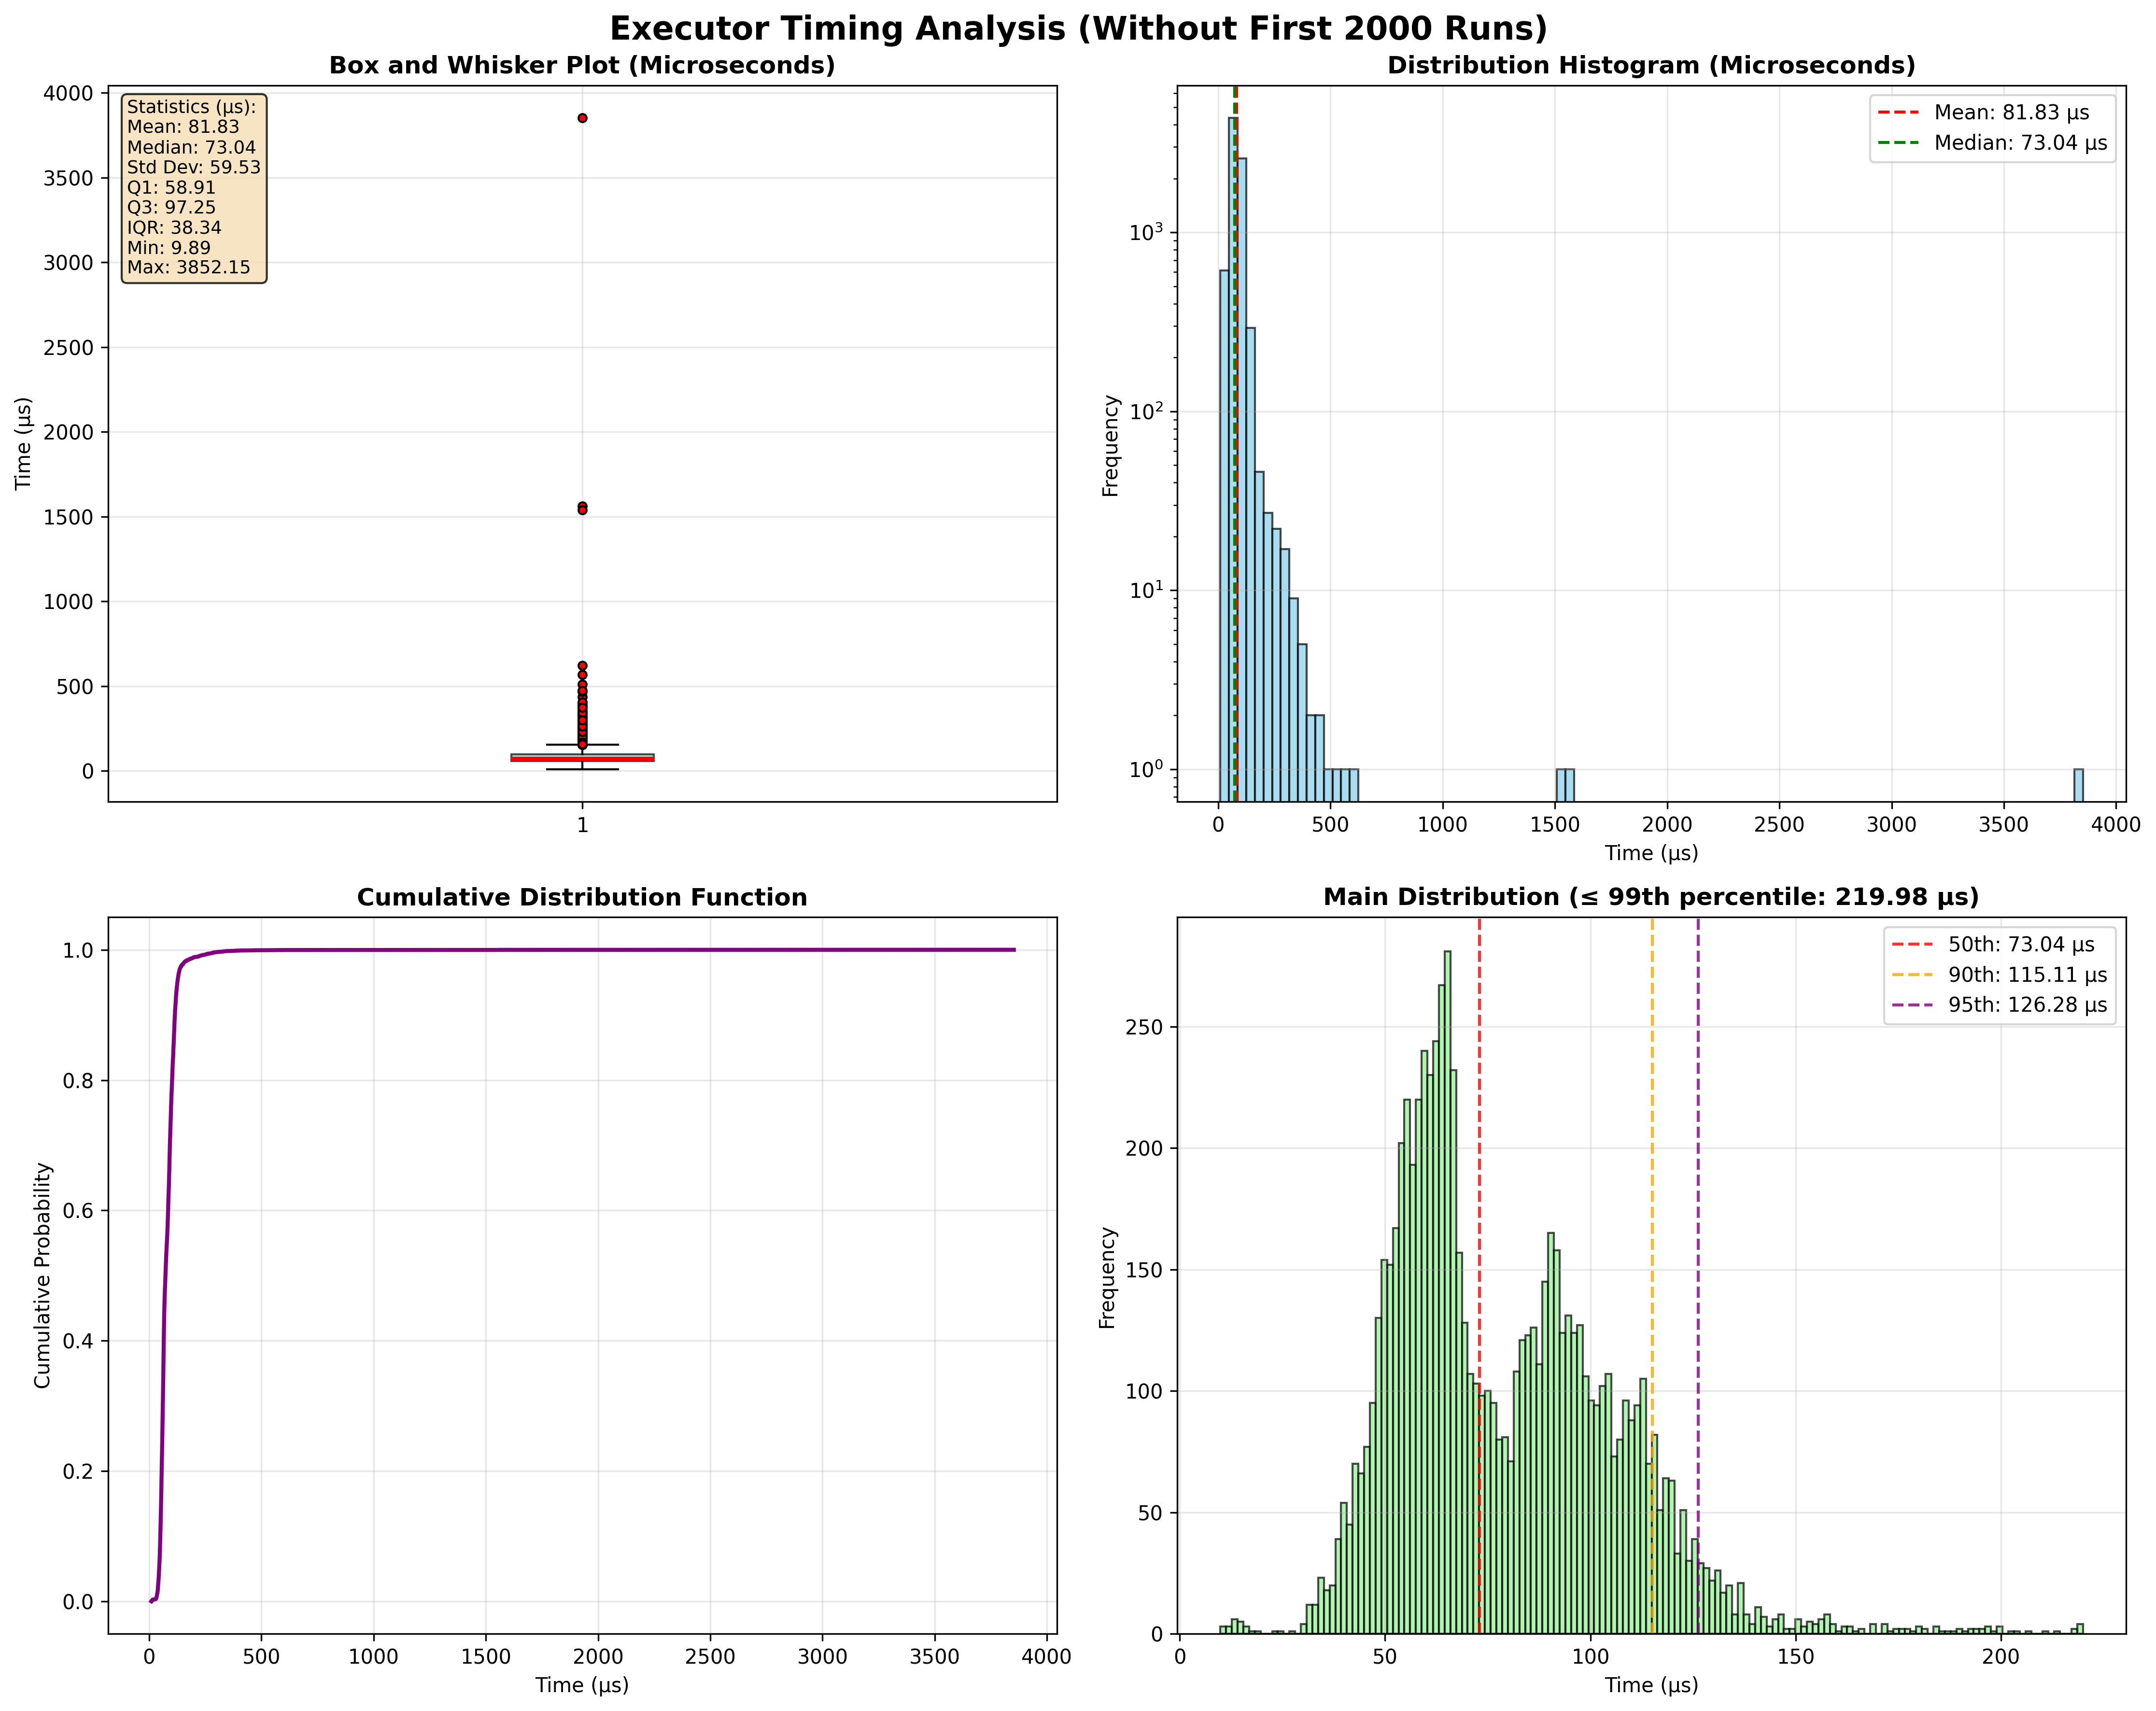 Executor Timing Analysis (Without First 2000 Runs)
Box and Whisker Plot (Microseconds)
4000
3500
3000
2500
2000
1500
1000
500
0
Time (µs)
Statistics (µs):
Mean: 81.83
Median: 73.04
Std Dev: 59.53
Q1: 58.91
Q3: 97.25
IQR: 38.34
Min: 9.89
Max: 3852.15
1
Distribution Histogram (Microseconds)
Mean: 81.83 µs
Median: 73.04 µs
10³
10²
10¹
10⁰
Frequency
0 500 1000 1500 2000 2500 3000 3500 4000
Time (µs)
Cumulative Distribution Function
1.0
0.8
0.6
0.4
0.2
0.0
Cumulative Probability
0 500 1000 1500 2000 2500 3000 3500 4000
Time (µs)
Main Distribution (≤ 99th percentile: 219.98 µs)
50th: 73.04 µs
90th: 115.11 µs
95th: 126.28 µs
250
200
150
100
50
0
Frequency
0 50 100 150 200
Time (µs)